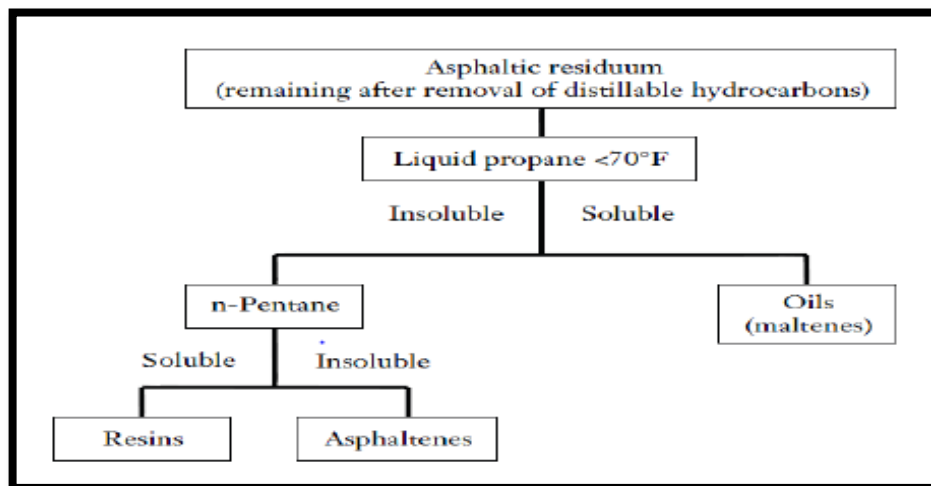 Asphaltic residuum
(remaining after removal of distillable hydrocarbons)
Liquid propane <70°F
Insoluble
Soluble
n-Pentane
Oils
(maltenes)
Soluble
Insoluble
Resins
Asphaltenes